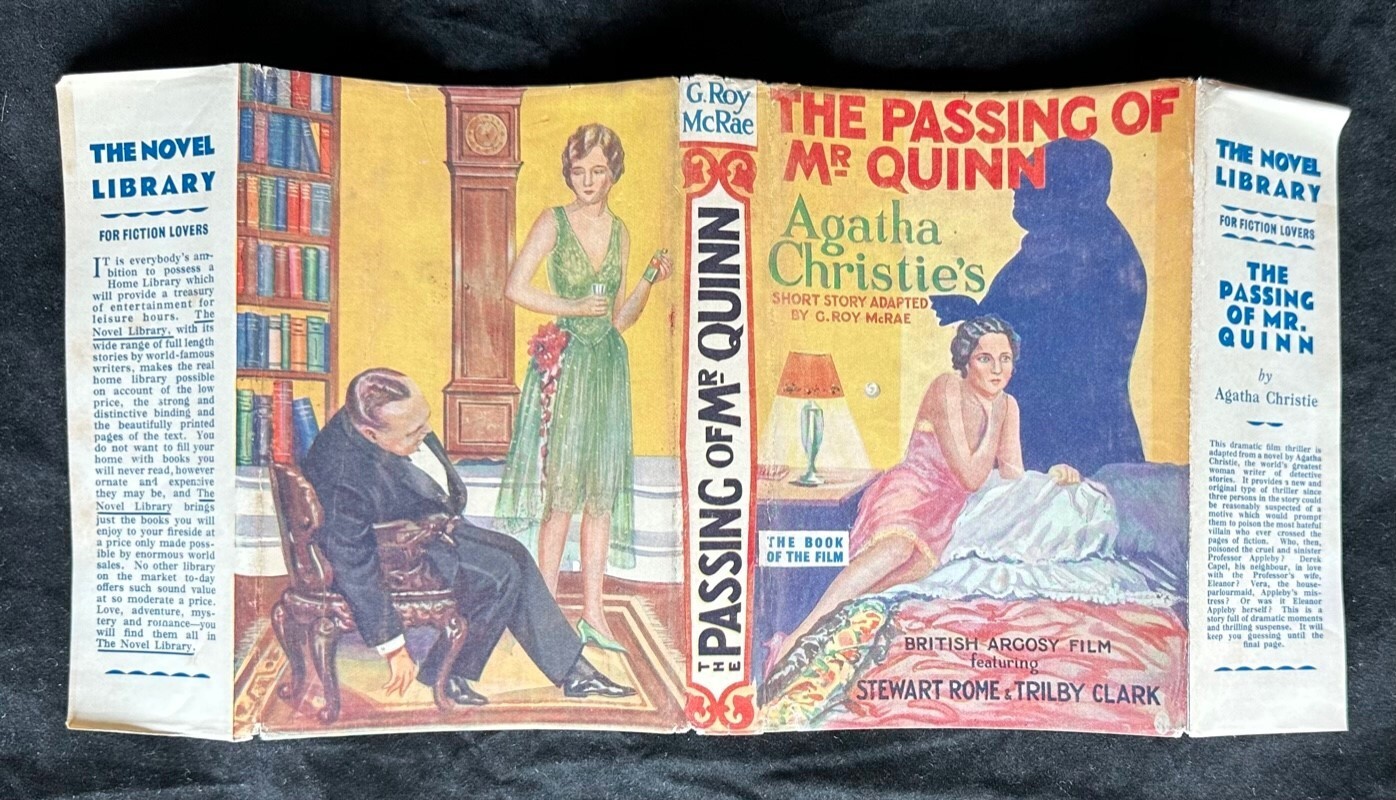 THE NOVEL
LIBRARY
FOR FICTION LOVERS
IT is everybody's am-
bition to possess a
Home Library which
will provide a treasury
of entertainment for
leisure hours. The
Novel Library, with its
wide range of full length
stories by world-famous
writers, makes the real
home library possible
on account of the low
price, the strong and
distinctive binding and
the beautifully printed
pages of the text. You
do not want to fill your
home with books you
will never read, however
ornate and expensive
they may be, and The
Novel Library brings
just the books you will
enjoy to your fireside at
a price only made poss-
ible by enormous world
sales. No other library
on the market to-day
offers such sound value
at so moderate a price.
Love, adventure, mys-
tery and romance—you
will find them all in
The Novel Library.
G. Roy
McRae
THE PASSING OF MR QUINN
THE PASSING OF
MR QUINN
Agatha
Christie's
SHORT STORY ADAPTED
BY G. ROY McRAE
THE BOOK
OF THE FILM
BRITISH ARGOSY FILM
featuring
STEWART ROME & TRILBY CLARK
THE NOVEL
LIBRARY
FOR FICTION LOVERS
THE
PASSING
OF MR.
QUINN
by
Agatha Christie
This dramatic film thriller is
adapted from a novel by Agatha
Christie, the world's greatest
woman writer of detective
stories. It provides a new and
original type of thriller since
three persons in the story could
be reasonably suspected of a
motive which would prompt
them to poison the most hateful
villain who ever crossed the
pages of fiction. Who, then,
poisoned the cruel and sinister
Professor Appleby? Derek
Capel, his neighbour, in love
with the Professor's wife,
Eleanor? Vera, the house-
parlourmaid, Appleby's mis-
tress? Or was it Eleanor
Appleby herself? This is a
story full of dramatic moments
and thrilling suspense. It will
keep you guessing until the
final page.